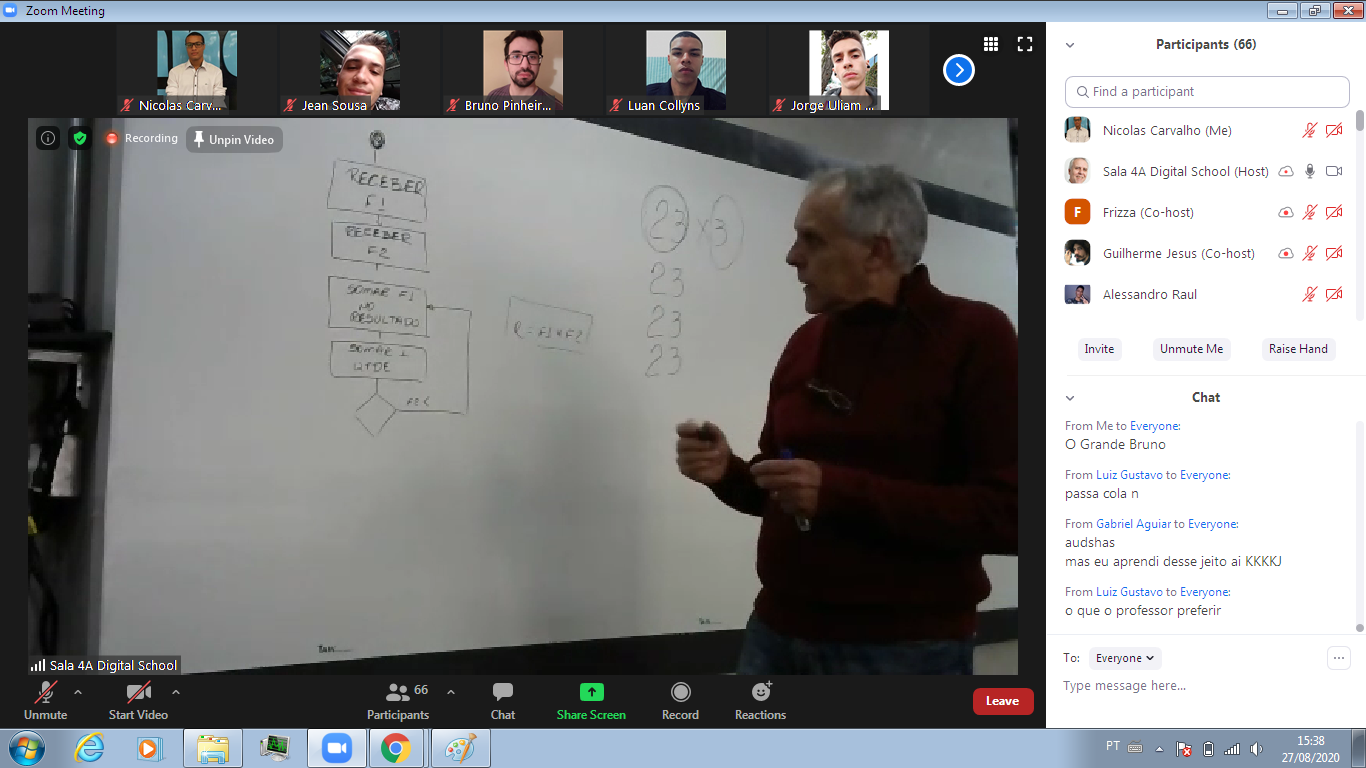 Zoom Meeting
Nicolas Carv...
Jean Sousa
Bruno Pinheir...
Luan Collyns
Jorge Uliam ...
Recording
Unpin Video
RECEBER
F1
RECEBER
F2
SOMAR F1
NO
RESULTADO
SOMAR 1
QTDE
R = F1 x F2
23 x 3
23
23
23
Sala 4A Digital School
Unmute
Start Video
66
Participants
Chat
Share Screen
Record
Reactions
Leave
Participants (66)
Find a participant
Nicolas Carvalho (Me)
Sala 4A Digital School (Host)
F
Frizza (Co-host)
Guilherme Jesus (Co-host)
Alessandro Raul
Invite
Unmute Me
Raise Hand
Chat
From Me to Everyone:
O Grande Bruno
From Luiz Gustavo to Everyone:
passa cola n
From Gabriel Aguiar to Everyone:
audshas
mas eu aprendi desse jeito ai KKKKJ
From Luiz Gustavo to Everyone:
o que o professor preferir
To: Everyone
Type message here...
PT
15:38
27/08/2020